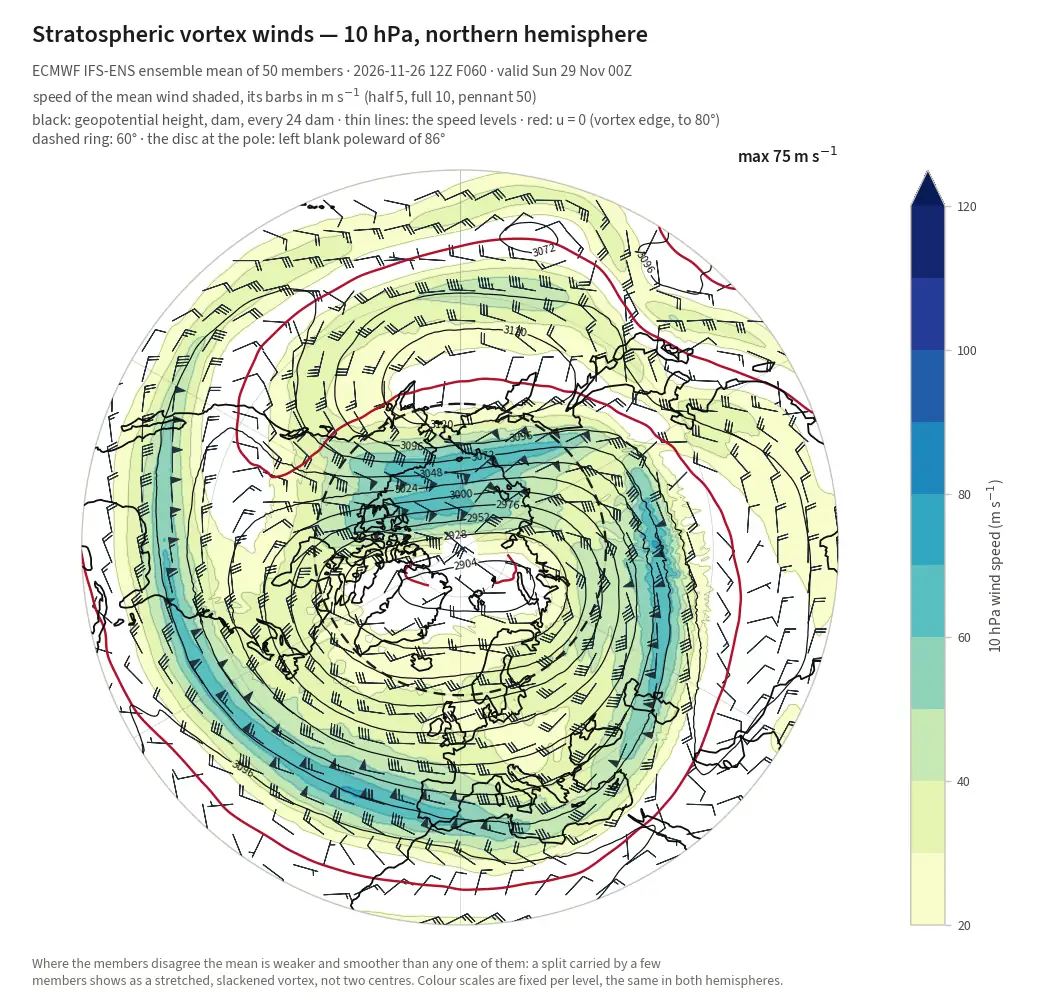 Stratospheric vortex winds — 10 hPa, northern hemisphere
ECMWF IFS-ENS ensemble mean of 50 members · 2026-11-26 12Z F060 · valid Sun 29 Nov 00Z
speed of the mean wind shaded, its barbs in m s⁻¹ (half 5, full 10, pennant 50)
black: geopotential height, dam, every 24 dam · thin lines: the speed levels · red: u = 0 (vortex edge, to 80°)
dashed ring: 60° · the disc at the pole: left blank poleward of 86°
max 75 m s⁻¹
120
100
80
60
40
20
10 hPa wind speed (m s⁻¹)
3072
3096
3120
3120
3096
3096
3072
3048
3024
3000
2976
2952
2928
2904
3096
Where the members disagree the mean is weaker and smoother than any one of them: a split carried by a few
members shows as a stretched, slackened vortex, not two centres. Colour scales are fixed per level, the same in both hemispheres.